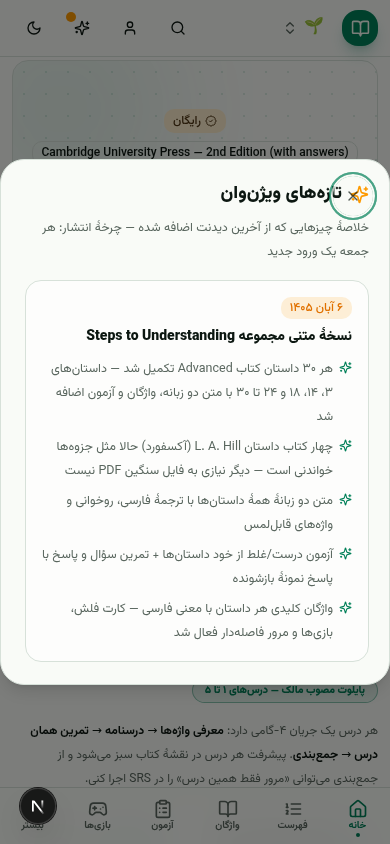 رایگان
Cambridge University Press — 2nd Edition (with answers)
تازه‌های ویژن‌وان
خلاصهٔ چیزهایی که از آخرین دیدنت اضافه شده — چرخهٔ انتشار: هر
جمعه یک ورود جدید
۶ آبان ۱۴۰۵
نسخهٔ متنی مجموعه Steps to Understanding
هر ۳۰ داستان کتاب Advanced تکمیل شد — داستان‌های
۳، ۱۴، ۱۸ و ۲۴ تا ۳۰ با متن دو زبانه، واژگان و آزمون اضافه
شد
چهار کتاب داستان L. A. Hill (آکسفورد) حالا مثل جزوه‌ها
خواندنی است — دیگر نیازی به فایل سنگین PDF نیست
متن دو زبانهٔ همهٔ داستان‌ها با ترجمهٔ فارسی، روخوانی و
واژه‌های قابل‌لمس
آزمون درست/غلط از خود داستان‌ها + تمرین سؤال و پاسخ با
پاسخ نمونهٔ بازشونده
واژگان کلیدی هر داستان با معنی فارسی — کارت فلش،
بازی‌ها و مرور فاصله‌دار فعال شد
پایلوت مصوب مالک — درس‌های ۱ تا ۵
هر درس یک جریان ۴-گامی دارد: معرفی واژه‌ها → درسنامه → تمرین همان
درس → جمع‌بندی. پیشرفت هر درس در نقشهٔ کتاب سبز می‌شود و از
جمع‌بندی می‌توانی «مرور فقط همین درس» را در SRS اجرا کنی.
خانه
فهرست
واژگان
آزمون
بازی‌ها
بیشتر
N